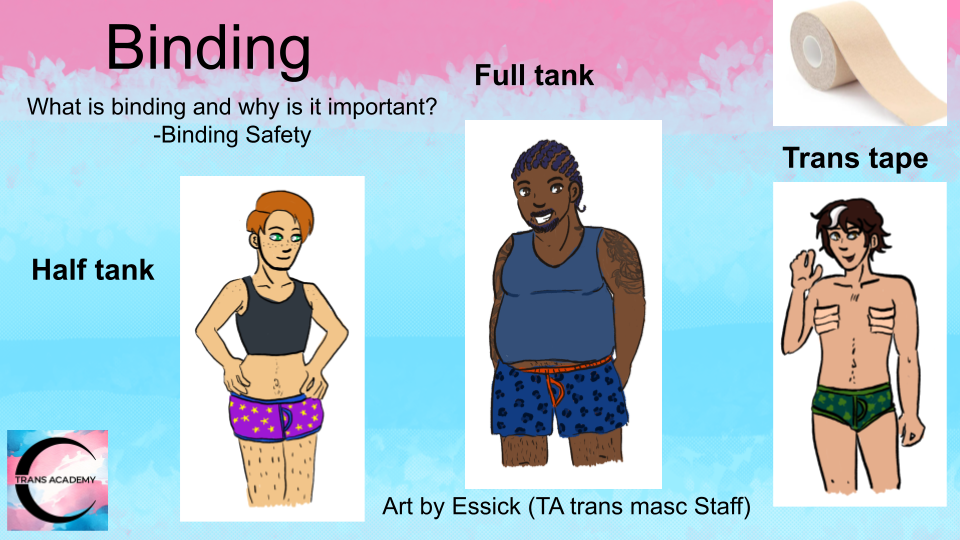 Binding
What is binding and why is it important?
-Binding Safety
Full tank
Trans tape
Half tank
TRANS ACADEMY
Art by Essick (TA trans masc Staff)